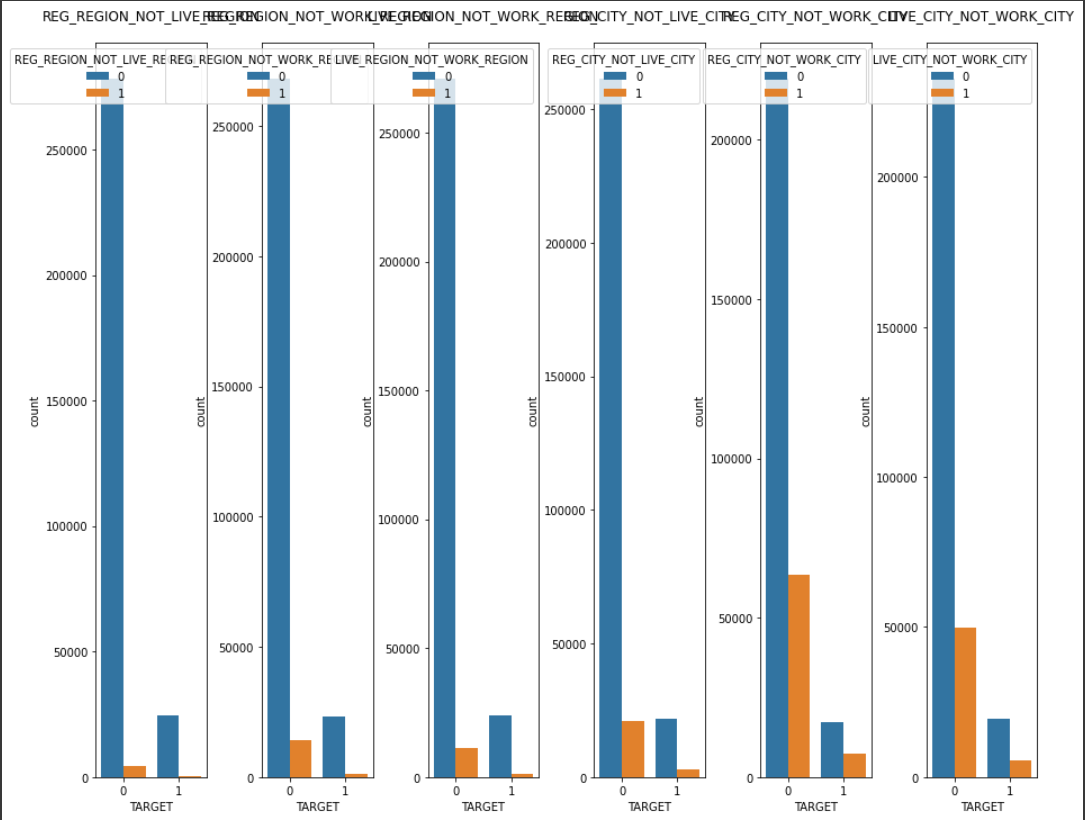 REG_REGION_NOT_LIVE_REGION
REG_REGION_NOT_LIVE_RE
0
1
250000
200000
150000
100000
50000
0
count
0 1
TARGET
REG_REGION_NOT_WORK_REGION
REG_REGION_NOT_WORK_RE
0
1
250000
200000
150000
100000
50000
0
count
0 1
TARGET
LIVE_REGION_NOT_WORK_REGION
LIVE_REGION_NOT_WORK_REGION
0
1
250000
200000
150000
100000
50000
0
count
0 1
TARGET
REG_CITY_NOT_LIVE_CITY
REG_CITY_NOT_LIVE_CITY
0
1
250000
200000
150000
100000
50000
0
count
0 1
TARGET
REG_CITY_NOT_WORK_CITY
REG_CITY_NOT_WORK_CITY
0
1
200000
150000
100000
50000
0
0 1
TARGET
LIVE_CITY_NOT_WORK_CITY
LIVE_CITY_NOT_WORK_CITY
0
1
200000
150000
100000
50000
0
count
0 1
TARGET